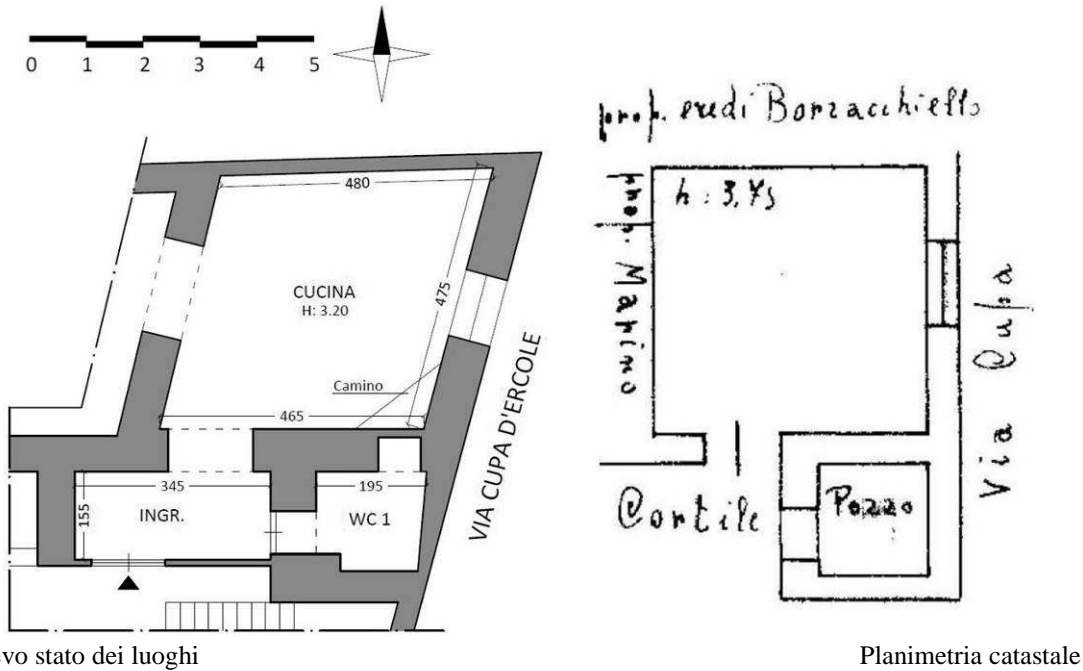 0 1 2 3 4 5
480
CUCINA
H: 3.20
475
Camino
465
VIA CUPA D'ERCOLE
345
195
155
INGR.
WC 1
prop. eredi Borzacchiello
h: 3,75
prop. Marino
Via Cupa
Cortile
Pozzo
vo stato dei luoghi
Planimetria catastale